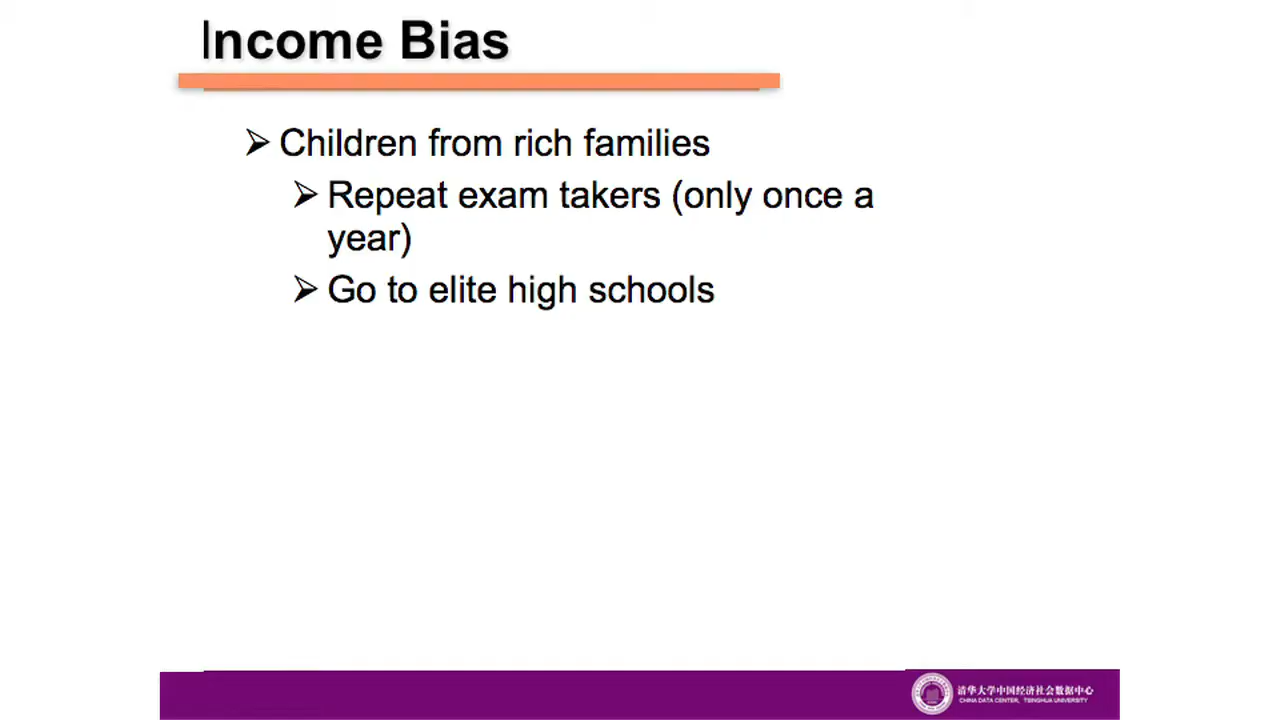 Income Bias
Children from rich families
Repeat exam takers (only once a
year)
Go to elite high schools
清华大学中国经济社会数据中心
CHINA DATA CENTER, TSINGHUA UNIVERSITY